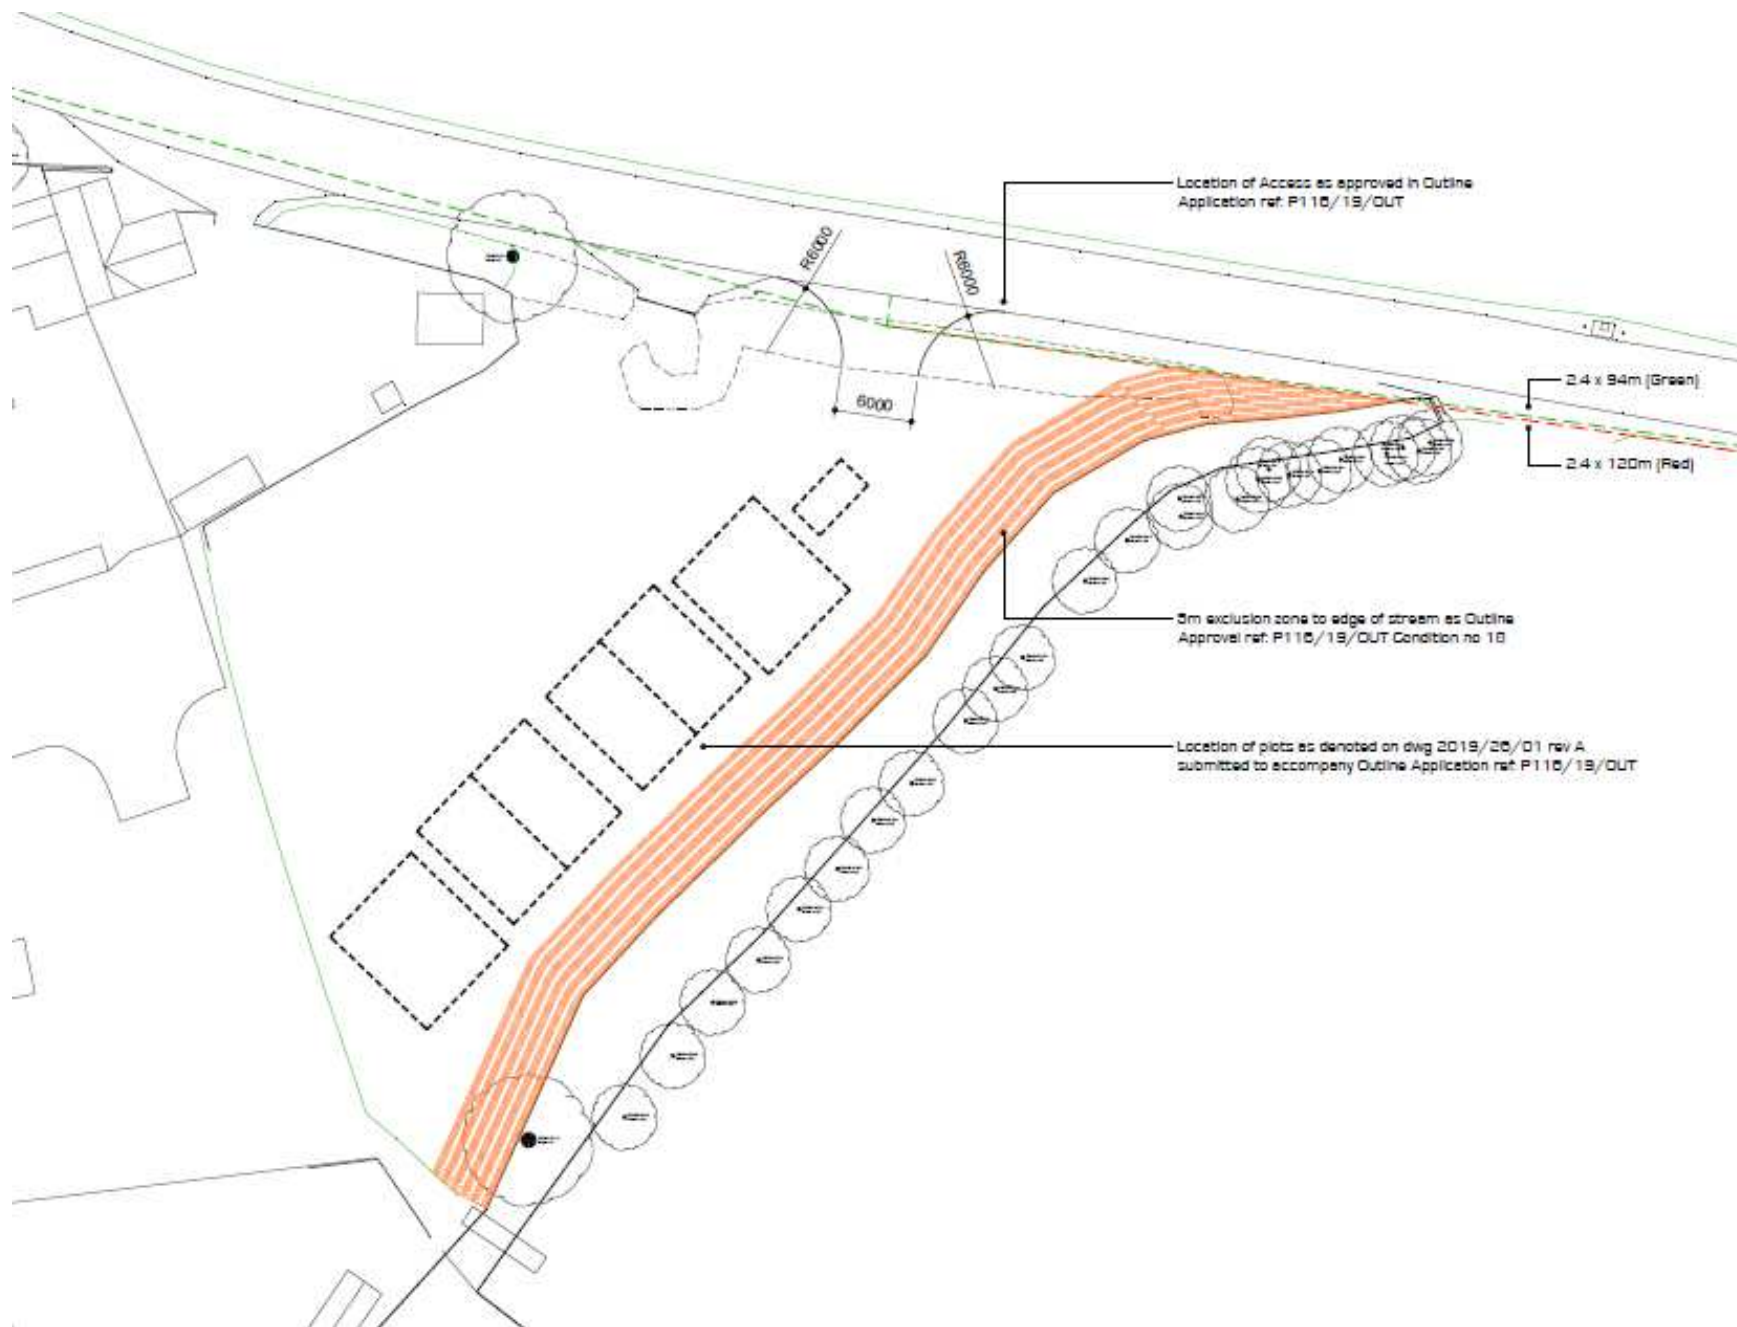 Location of Access as approved in Outline
Application ref: P116/19/OUT
R6000
R6000
6000
2.4 x 94m (Green)
2.4 x 120m (Red)
5m exclusion zone to edge of stream as Outline
Approval ref: P116/19/OUT Condition no 18
Location of plots as denoted on dwg 2019/26/01 rev A
submitted to accompany Outline Application ref: P116/19/OUT